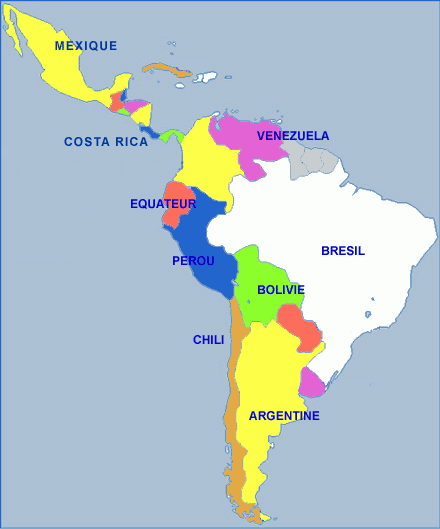 MEXIQUE
COSTA RICA
VENEZUELA
EQUATEUR
BRESIL
PEROU
BOLIVIE
CHILI
ARGENTINE